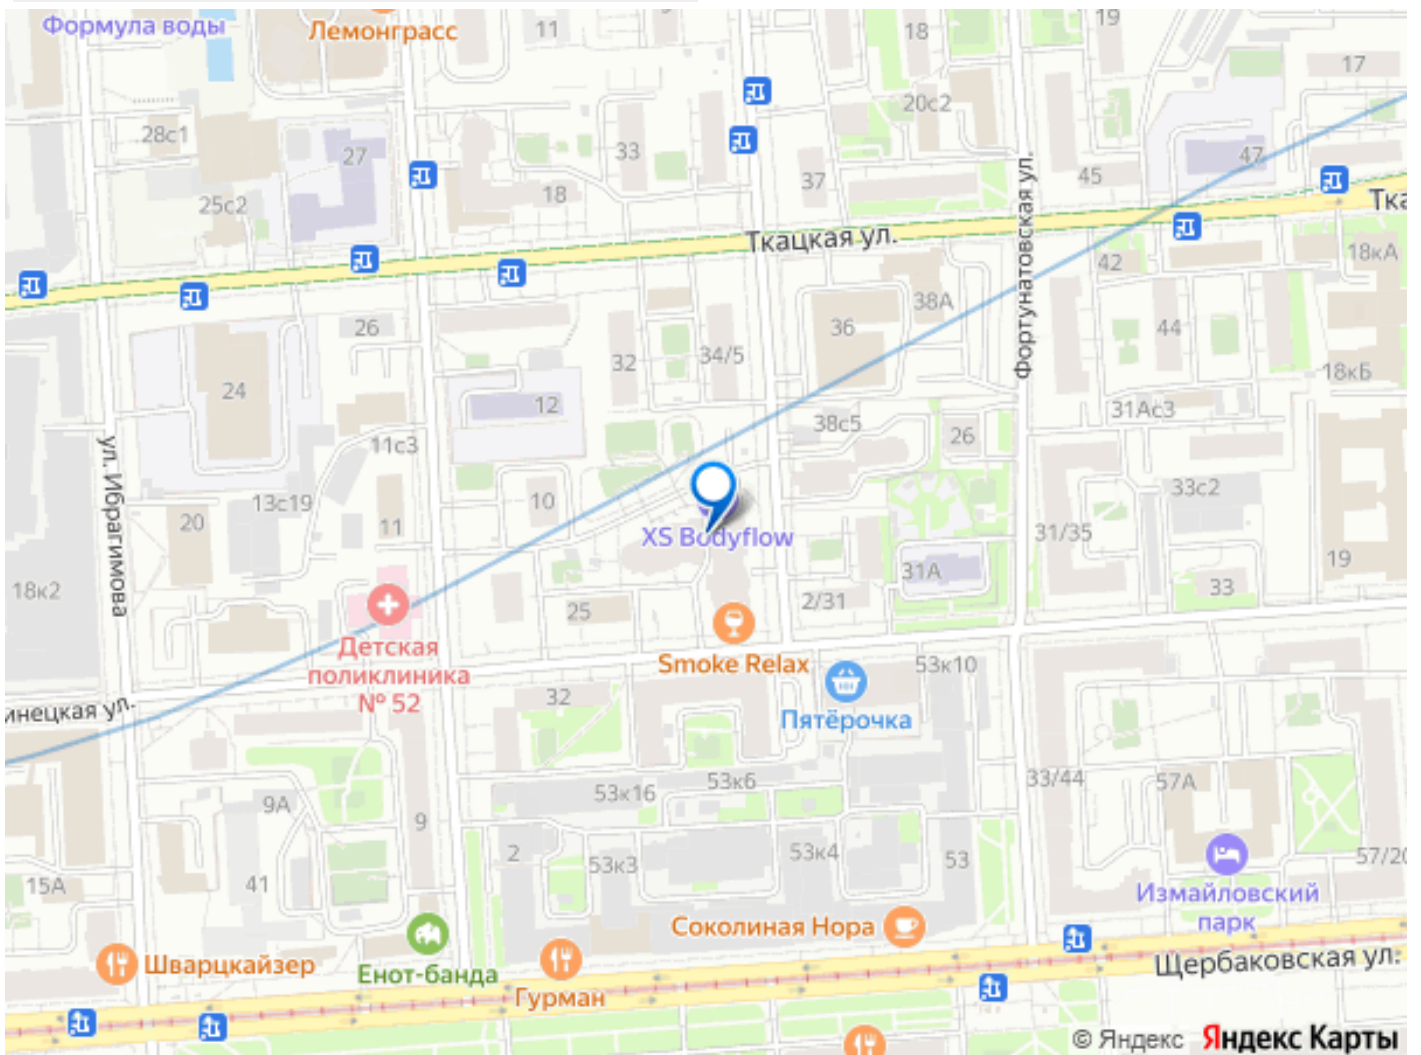 Формула воды
Лемонграсс
11
18
19
17
28с1
27
33
20с2
25с2
18
37
45
47
Ткацкая ул.
Тка
Фортунатовская ул.
42
18кА
26
38А
36
44
32
34/5
24
12
18кБ
31Ас3
11с3
38с5
26
ул. Ибрагимова
13с19
20
11
10
33с2
XS Bodyflow
31/35
19
18к2
31А
33
25
2/31
Детская
поликлиника
№ 52
Smoke Relax
53к10
инецкая ул.
32
Пятёрочка
53к6
33/44
57А
53к16
9А
9
2
53к3
53к4
53
57/20
15А
41
Измайловский
парк
Соколиная Нора
Шварцкайзер
Енот-банда
Гурман
Щербаковская ул.
© Яндекс Яндекс Карты